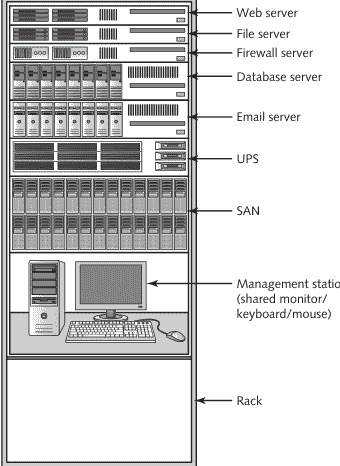 Web server
File server
Firewall server
Database server
Email server
UPS
SAN
Management statio
(shared monitor/
keyboard/mouse)
Rack